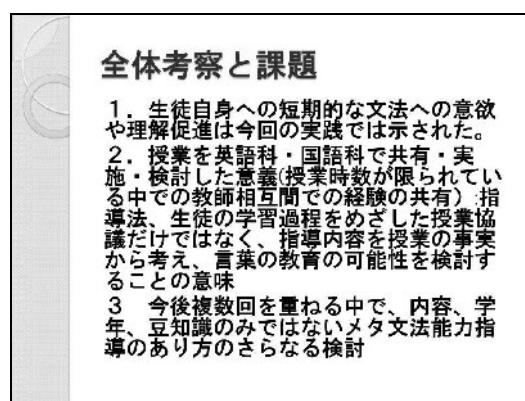 全体考察と課題
１．生徒自身への短期的な文法への意欲
や理解促進は今回の実践では示された。
２．授業を英語科・国語科で共有・実
施・検討した意義(授業時数が限られてい
る中での教師相互間での経験の共有）:指
導法、生徒の学習過程をめざした授業協
議だけではなく、指導内容を授業の事実
から考え、言葉の教育の可能性を検討す
ることの意味
３　今後複数回を重ねる中で、内容、学
年、豆知識のみではないメタ文法能力指
導のあり方のさらなる検討